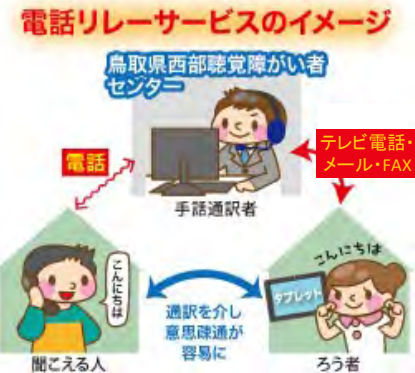 電話リレーサービスのイメージ
鳥取県西部聴覚障がい者
センター
テレビ電話・
メール・FAX
電話
手話通訳者
こんにちは
こんにちは
タブレット
通訳を介し
意思疎通が
容易に
聞こえる人
ろう者